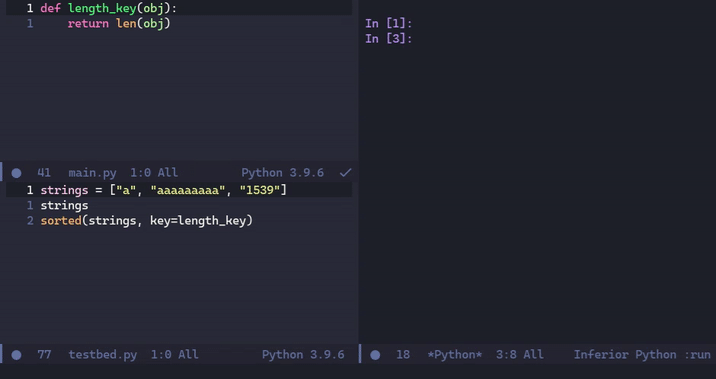 1 def length_key(obj):
1     return len(obj)
41 main.py 1:0 All Python 3.9.6 ✓
1 strings = ["a", "aaaaaaaaa", "1539"]
1 strings
2 sorted(strings, key=length_key)
77 testbed.py 1:0 All Python 3.9.6
In [1]:
In [3]:
18 *Python* 3:8 All Inferior Python :run